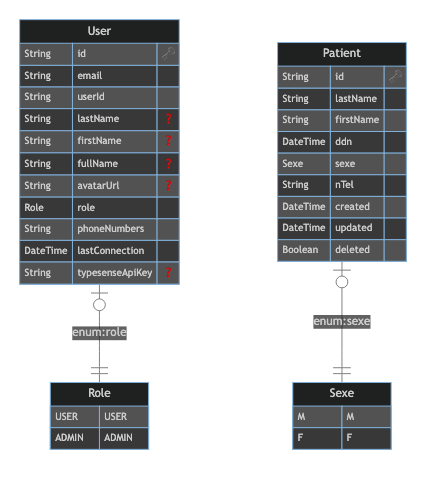 User
String id
String email
String userId
String lastName ?
String firstName ?
String fullName ?
String avatarUrl ?
Role role
String phoneNumbers
DateTime lastConnection
String typesenseApiKey ?
enum:role
Role
USER USER
ADMIN ADMIN
Patient
String id
String lastName
String firstName
DateTime ddn
Sexe sexe
String nTel
DateTime created
DateTime updated
Boolean deleted
enum:sexe
Sexe
M M
F F